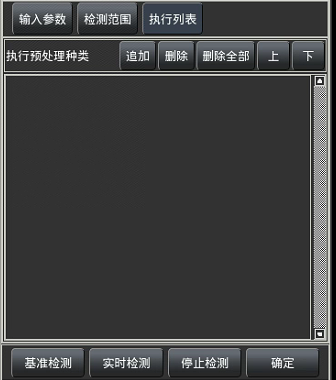 输入参数 检测范围 执行列表
执行预处理种类 追加 删除 删除全部 上 下
基准检测 实时检测 停止检测 确定